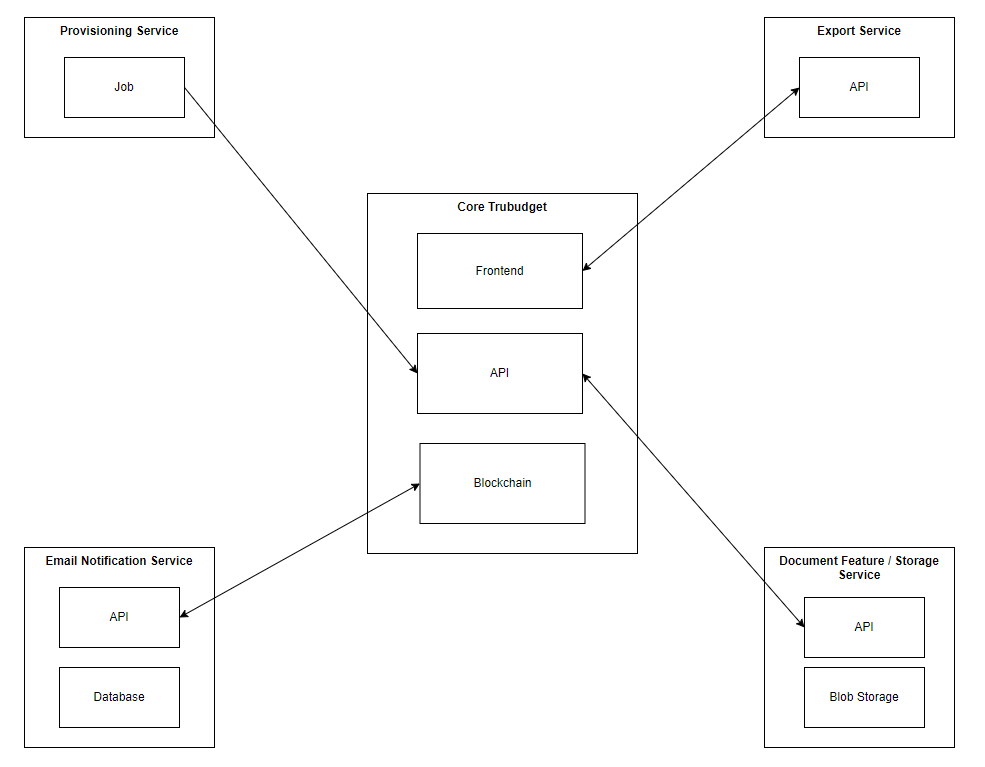 Provisioning Service
Job
Export Service
API
Core Trubudget
Frontend
API
Blockchain
Email Notification Service
API
Database
Document Feature / Storage
Service
API
Blob Storage